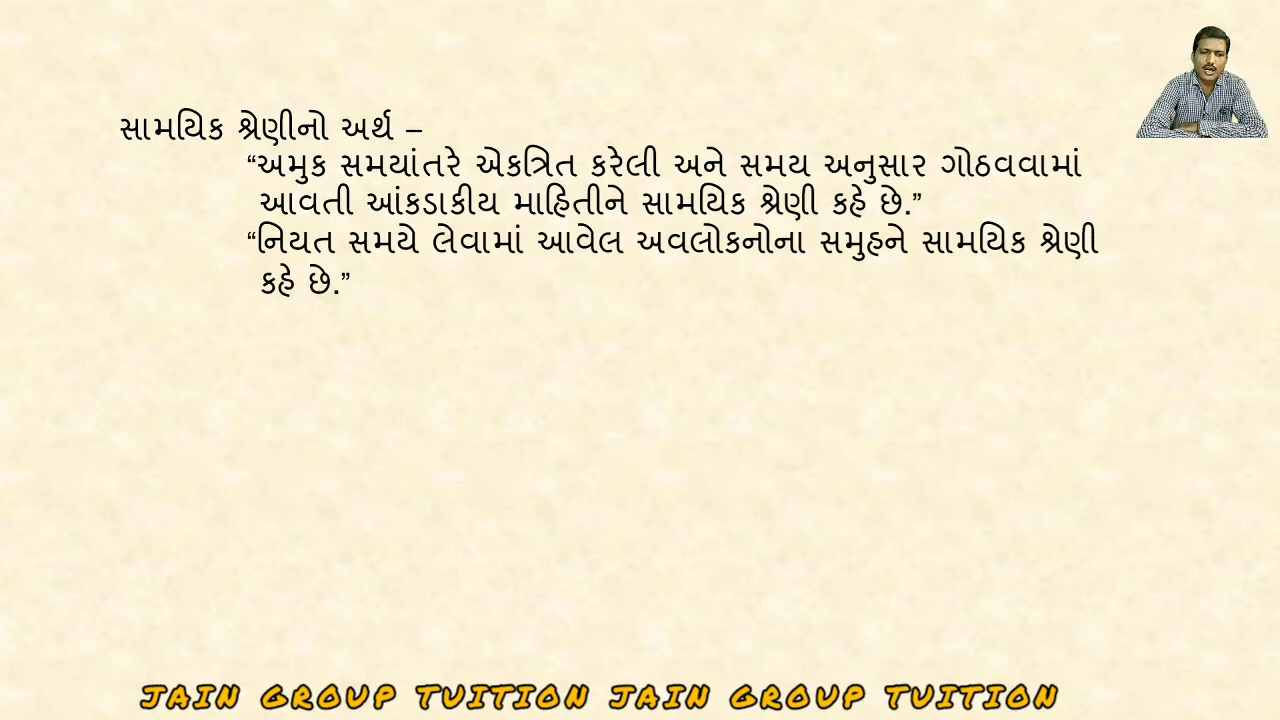 સામયિક શ્રેણીનો અર્થ –
“અમુક સમયાંતરે એકત્રિત કરેલી અને સમય અનુસાર ગોઠવવામાં
આવતી આંકડાકીય માહિતીને સામયિક શ્રેણી કહે છે.”
“નિયત સમયે લેવામાં આવેલ અવલોકનોના સમુહને સામયિક શ્રેણી
કહે છે.”
JAIN GROUP TUITION JAIN GROUP TUITION